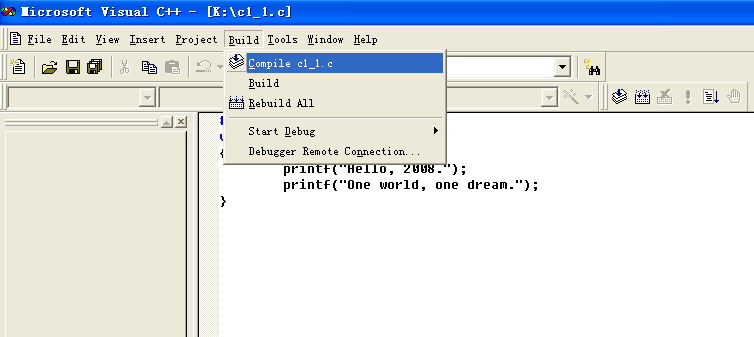 Microsoft Visual C++ - [K:\c1_1.c]
File Edit View Insert Project Build Tools Window Help
Compile c1_1.c
Build
Rebuild All
Start Debug
Debugger Remote Connection...
{
printf("Hello, 2008.");
printf("One world, one dream.");
}